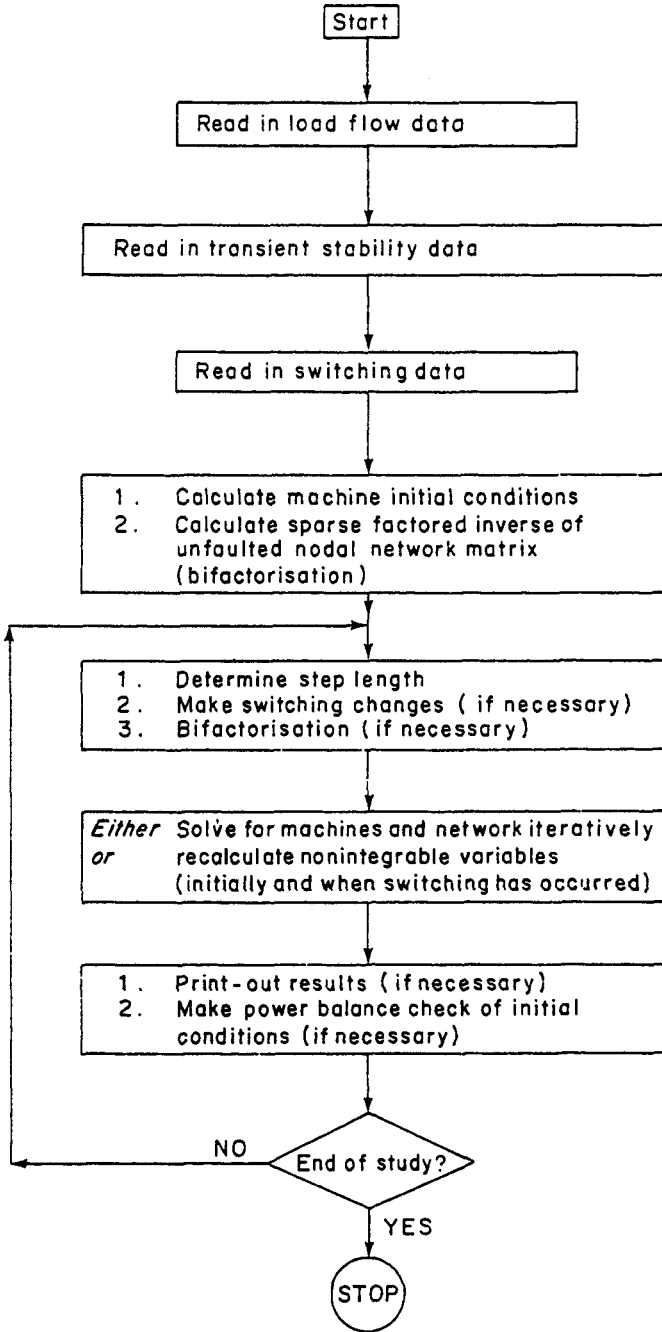 Start
Read in load flow data
Read in transient stability data
Read in switching data
1. Calculate machine initial conditions
2. Calculate sparse factored inverse of
unfaulted nodal network matrix
(bifactorisation)
1. Determine step length
2. Make switching changes ( if necessary)
3. Bifactorisation (if necessary)
Either Solve for machines and network iteratively
or recalculate nonintegrable variables
(initially and when switching has occurred)
1. Print-out results (if necessary)
2. Make power balance check of initial
conditions (if necessary)
NO
End of study?
YES
STOP